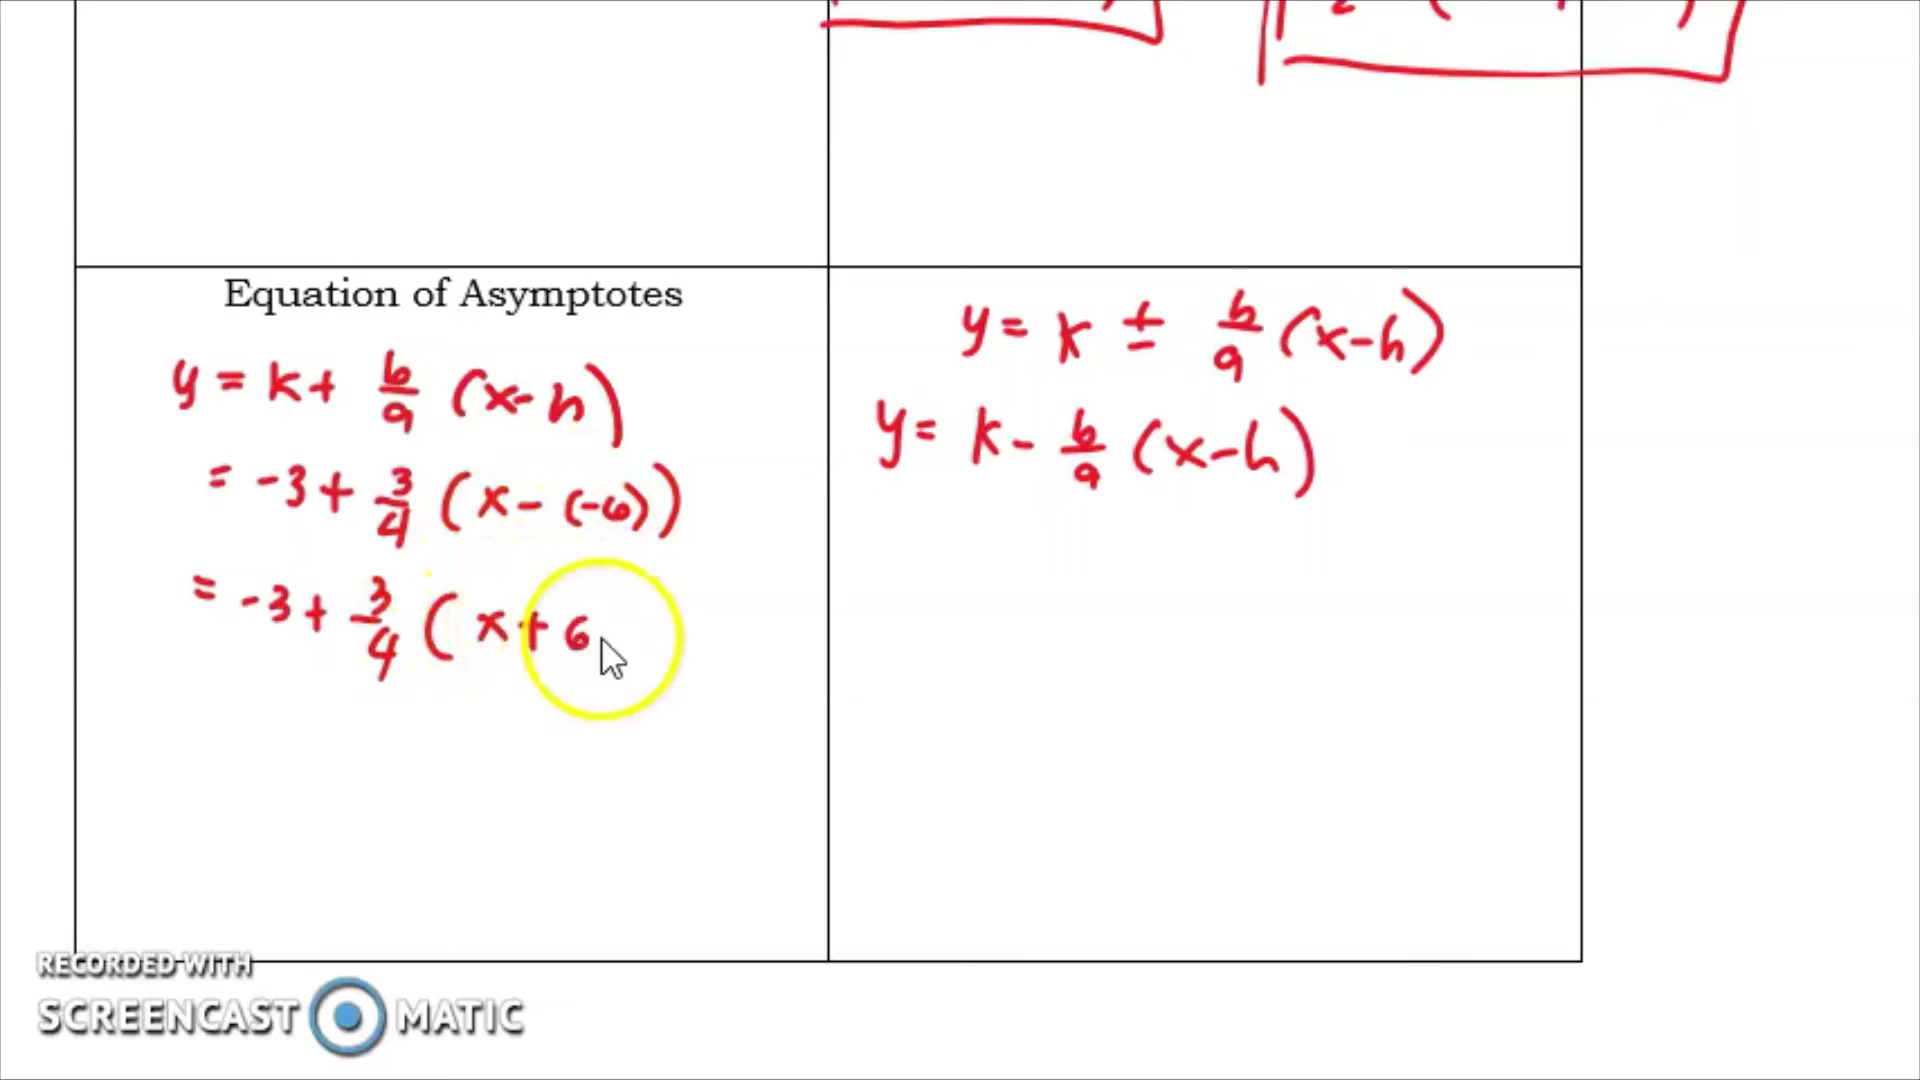 Equation of Asymptotes
y = k + b/a (x-h)
= -3 + 3/4 (x - (-6))
= -3 + 3/4 ( x + 6
y = k ± b/a (x-h)
y = k - b/a (x-h)
RECORDED WITH
SCREENCAST MATIC